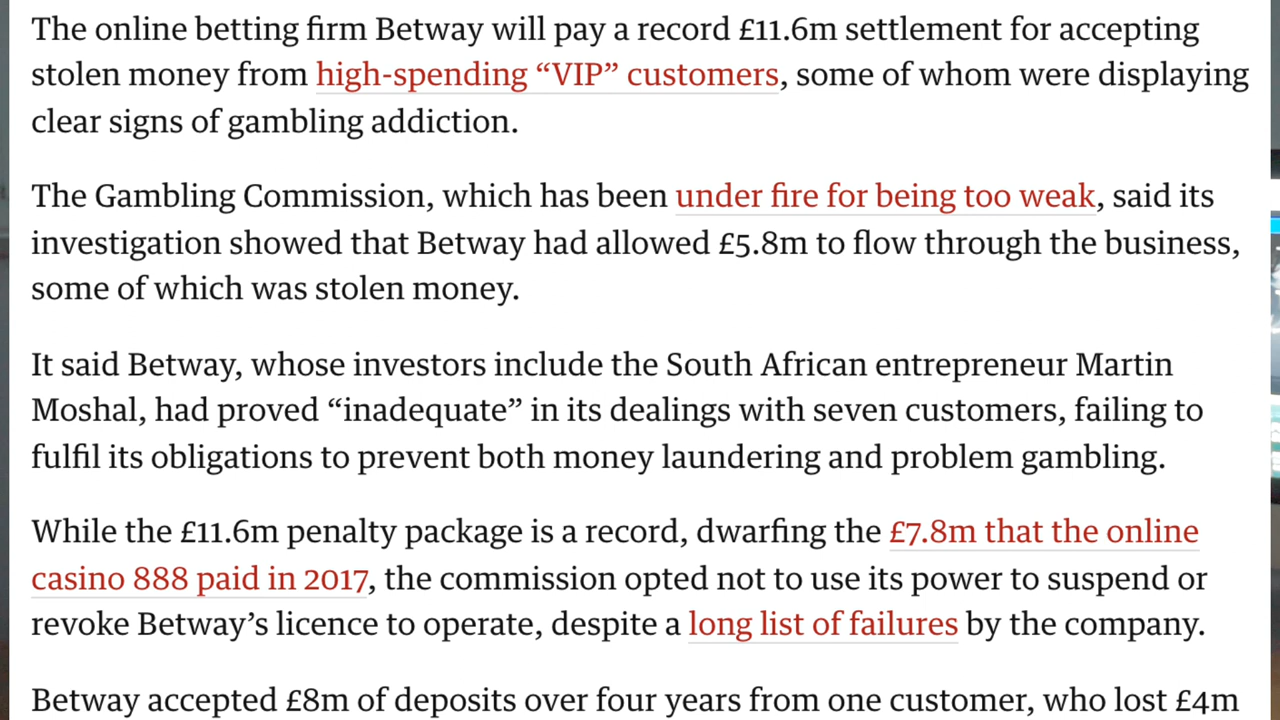 The online betting firm Betway will pay a record £11.6m settlement for accepting
stolen money from high-spending “VIP” customers, some of whom were displaying
clear signs of gambling addiction.
The Gambling Commission, which has been under fire for being too weak, said its
investigation showed that Betway had allowed £5.8m to flow through the business,
some of which was stolen money.
It said Betway, whose investors include the South African entrepreneur Martin
Moshal, had proved “inadequate” in its dealings with seven customers, failing to
fulfil its obligations to prevent both money laundering and problem gambling.
While the £11.6m penalty package is a record, dwarfing the £7.8m that the online
casino 888 paid in 2017, the commission opted not to use its power to suspend or
revoke Betway’s licence to operate, despite a long list of failures by the company.
Betway accepted £8m of deposits over four years from one customer, who lost £4m